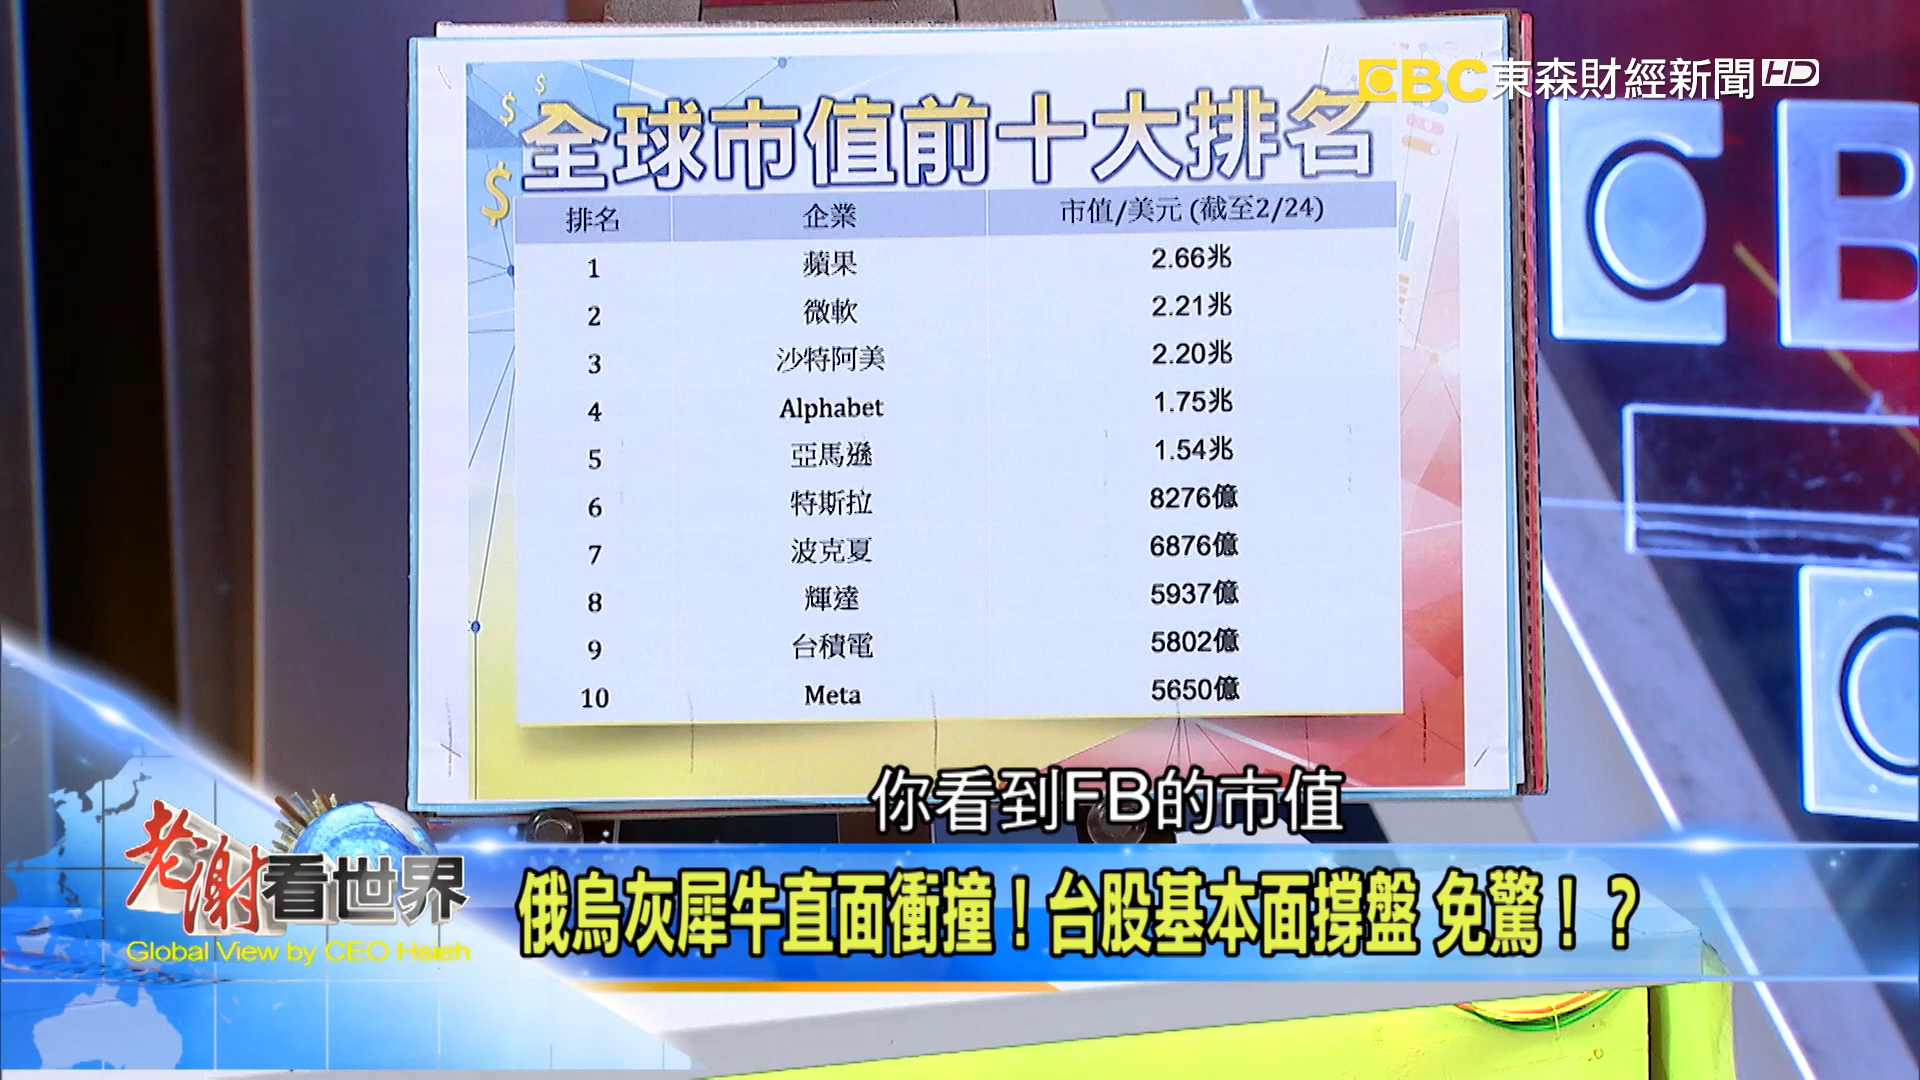 EBC東森財經新聞HD
全球市值前十大排名
排名 企業 市值/美元 (截至2/24)
1 蘋果 2.66兆
2 微軟 2.21兆
3 沙特阿美 2.20兆
4 Alphabet 1.75兆
5 亞馬遜 1.54兆
6 特斯拉 8276億
7 波克夏 6876億
8 輝達 5937億
9 台積電 5802億
10 Meta 5650億
你看到FB的市值
老謝看世界
Global View by CEO Hsieh
俄烏灰犀牛直面衝撞！台股基本面撐盤 免驚！？